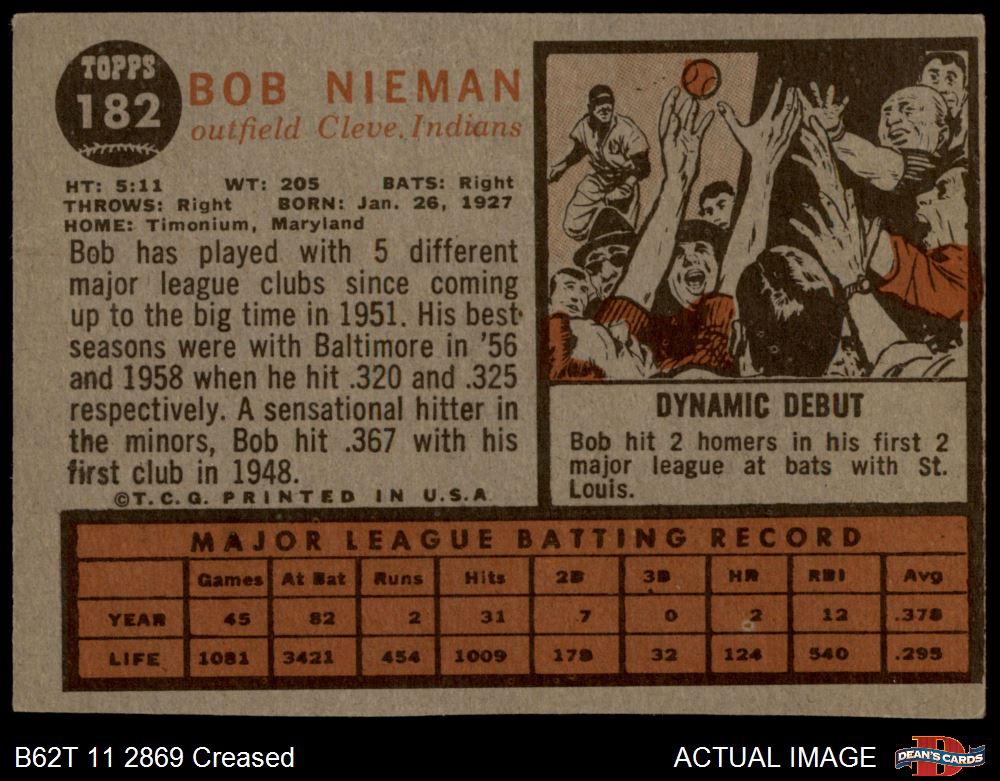 TOPPS
182
BOB NIEMAN
outfield Cleve. Indians
HT: 5:11 WT: 205 BATS: Right
THROWS: Right BORN: Jan. 26, 1927
HOME: Timonium, Maryland
Bob has played with 5 different
major league clubs since coming
up to the big time in 1951. His best
seasons were with Baltimore in '56
and 1958 when he hit .320 and .325
respectively. A sensational hitter in
the minors, Bob hit .367 with his
first club in 1948.
©T.C.G. PRINTED IN U.S.A
DYNAMIC DEBUT
Bob hit 2 homers in his first 2
major league at bats with St.
Louis.
MAJOR LEAGUE BATTING RECORD
Games At Bat Runs Hits 2B 3B HR RBI Avg
YEAR 45 82 2 31 7 0 2 12 .378
LIFE 1081 3421 454 1009 178 32 124 540 .295
B62T 11 2869 Creased
ACTUAL IMAGE
DEAN'S CARDS